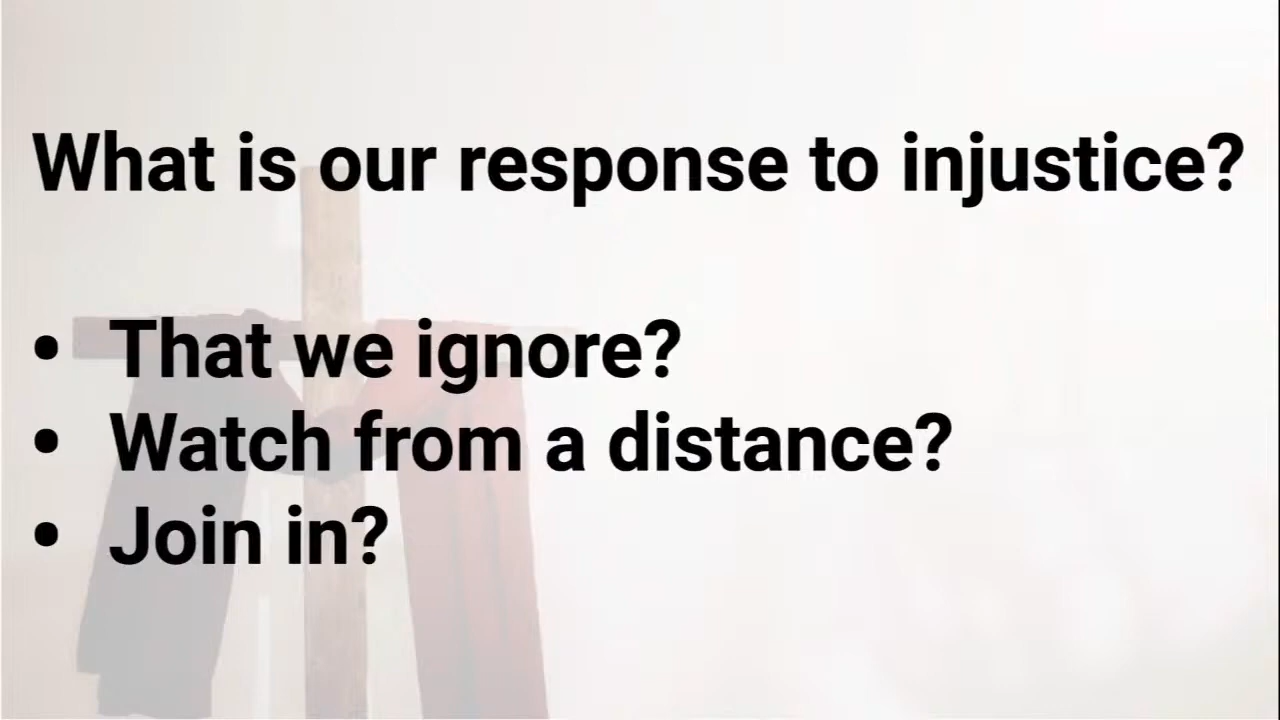 What is our response to injustice?
• That we ignore?
• Watch from a distance?
• Join in?